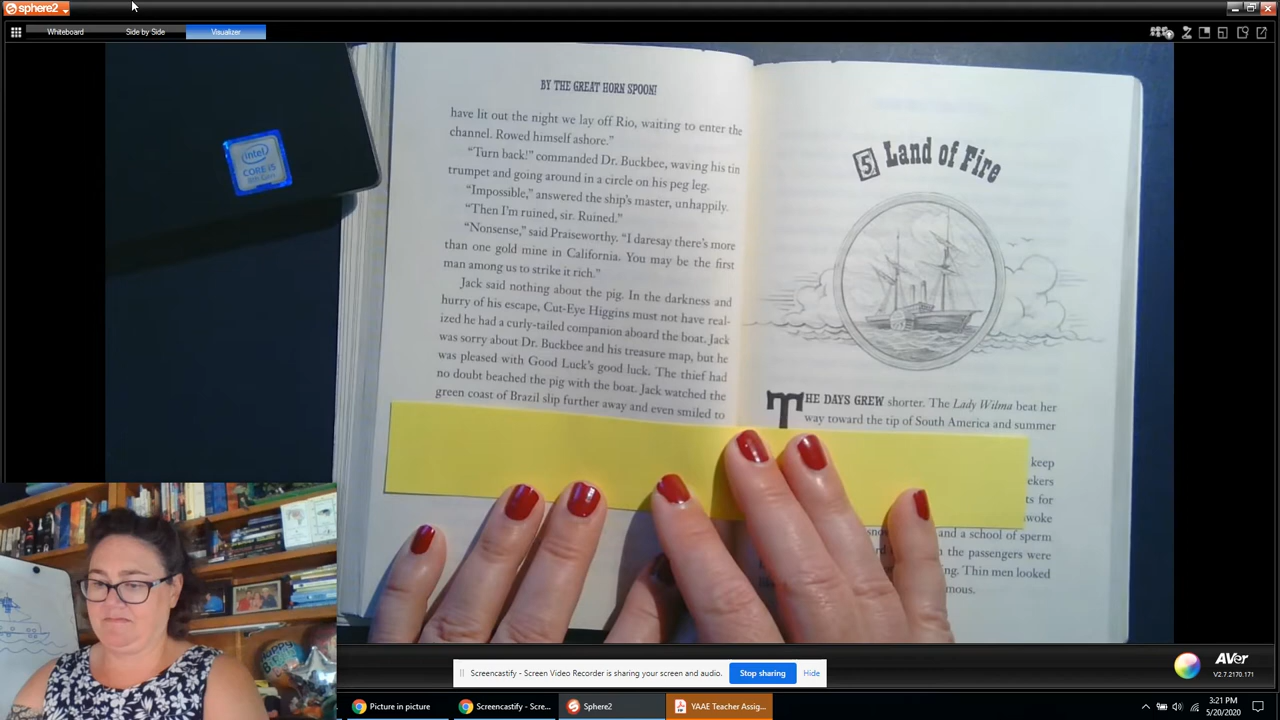 sphere2
Whiteboard
Side by Side
Visualizer
BY THE GREAT HORN SPOON!
have lit out the night we lay off Rio, waiting to enter the
channel. Rowed himself ashore.”
“Turn back!” commanded Dr. Buckbee, waving his tin
trumpet and going around in a circle on his peg leg.
“Impossible,” answered the ship’s master, unhappily.
“Then I’m ruined, sir. Ruined.”
“Nonsense,” said Praiseworthy. “I daresay there’s more
than one gold mine in California. You may be the first
man among us to strike it rich.”
Jack said nothing about the pig. In the darkness and
hurry of his escape, Cut-Eye Higgins must not have real-
ized he had a curly-tailed companion aboard the boat. Jack
was sorry about Dr. Buckbee and his treasure map, but he
was pleased with Good Luck’s good luck. The thief had
no doubt beached the pig with the boat. Jack watched the
green coast of Brazil slip further away and even smiled to
5 Land of Fire
THE DAYS GREW shorter. The Lady Wilma beat her
way toward the tip of South America and summer
keep
ekers
ts for
woke
and a school of sperm
the passengers were
ng. Thin men looked
mous.
intel
CORE i5
8th Gen
Screencastify - Screen Video Recorder is sharing your screen and audio.
Stop sharing
Hide
AVer
V2.7.2170.171
Picture in picture
Screencastify - Scre...
Sphere2
YAAE Teacher Assig...
3:21 PM
5/20/2020